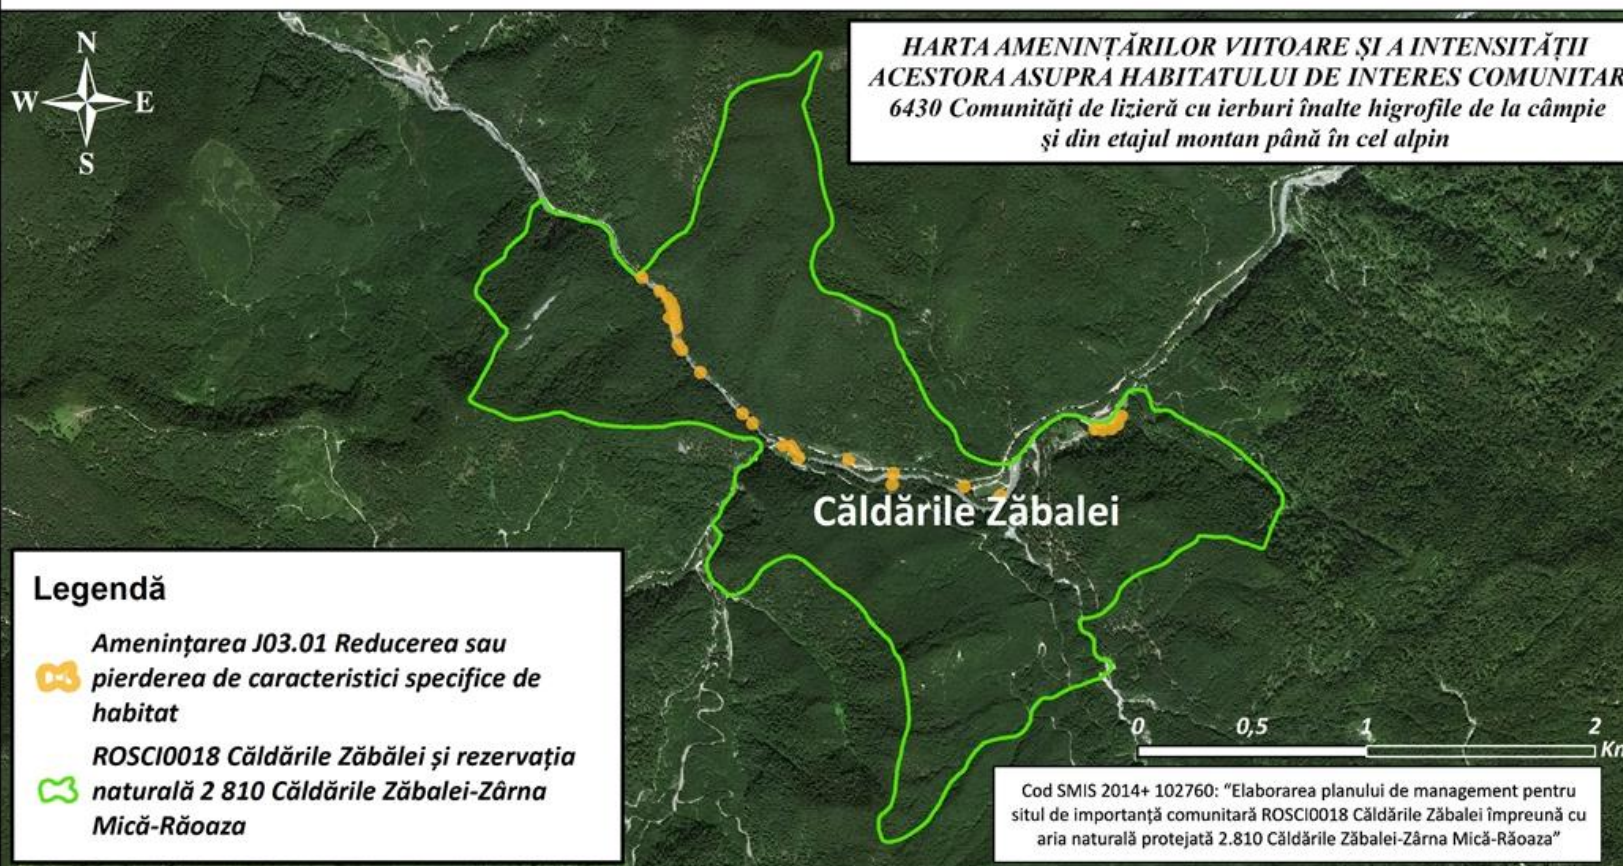 HARTA AMENINȚĂRILOR VIITOARE ȘI A INTENSITĂȚII
ACESTORA ASUPRA HABITATULUI DE INTERES COMUNITAR
6430 Comunități de lizieră cu ierburi înalte higrofile de la câmpie
și din etajul montan până în cel alpin
N
W
E
S
Căldările Zăbalei
Legendă
Amenințarea J03.01 Reducerea sau
pierderea de caracteristici specifice de
habitat
ROSCI0018 Căldările Zăbălei și rezervația
naturală 2 810 Căldările Zăbalei-Zârna
Mică-Răoaza
0 0,5 1 2
Km
Cod SMIS 2014+ 102760: “Elaborarea planului de management pentru
situl de importanță comunitară ROSCI0018 Căldările Zăbalei împreună cu
aria naturală protejată 2.810 Căldările Zăbalei-Zârna Mică-Răoaza”